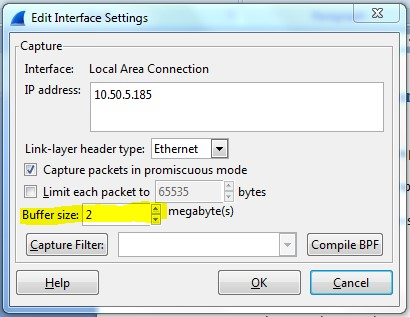 Edit Interface Settings
Capture
Interface: Local Area Connection
IP address: 10.50.5.185
Link-layer header type: Ethernet
Capture packets in promiscuous mode
Limit each packet to 65535 bytes
Buffer size: 2 megabyte(s)
Capture Filter: Compile BPF
Help OK Cancel